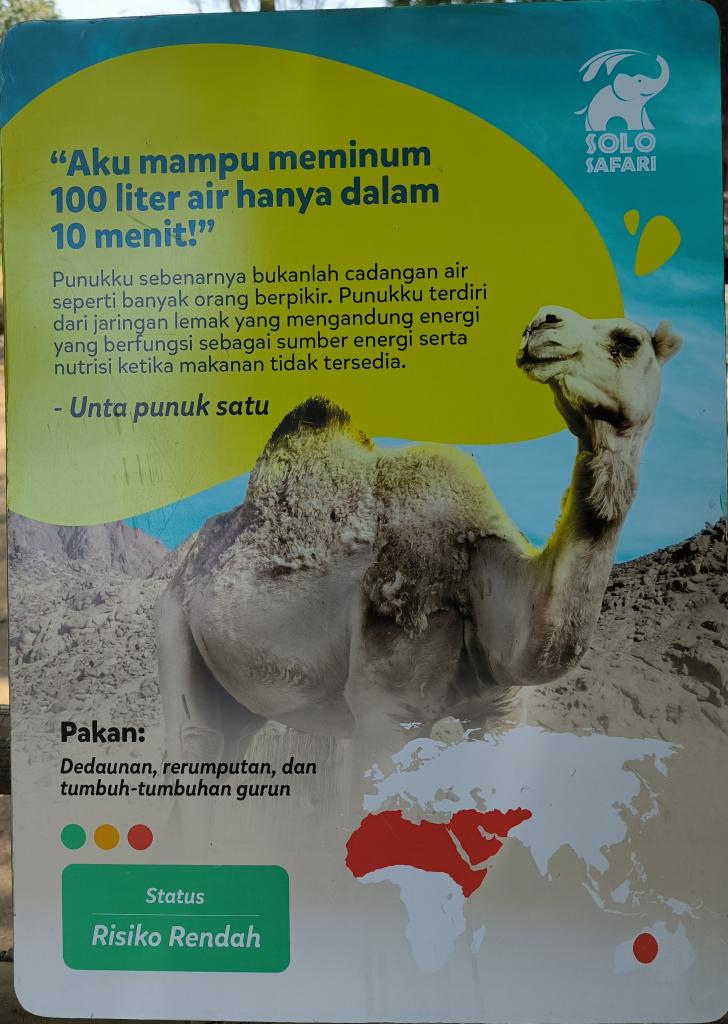 SOLO
SAFARI
“Aku mampu meminum
100 liter air hanya dalam
10 menit!”
Punukku sebenarnya bukanlah cadangan air
seperti banyak orang berpikir. Punukku terdiri
dari jaringan lemak yang mengandung energi
yang berfungsi sebagai sumber energi serta
nutrisi ketika makanan tidak tersedia.
- Unta punuk satu
Pakan:
Dedaunan, rerumputan, dan
tumbuh-tumbuhan gurun
Status
Risiko Rendah